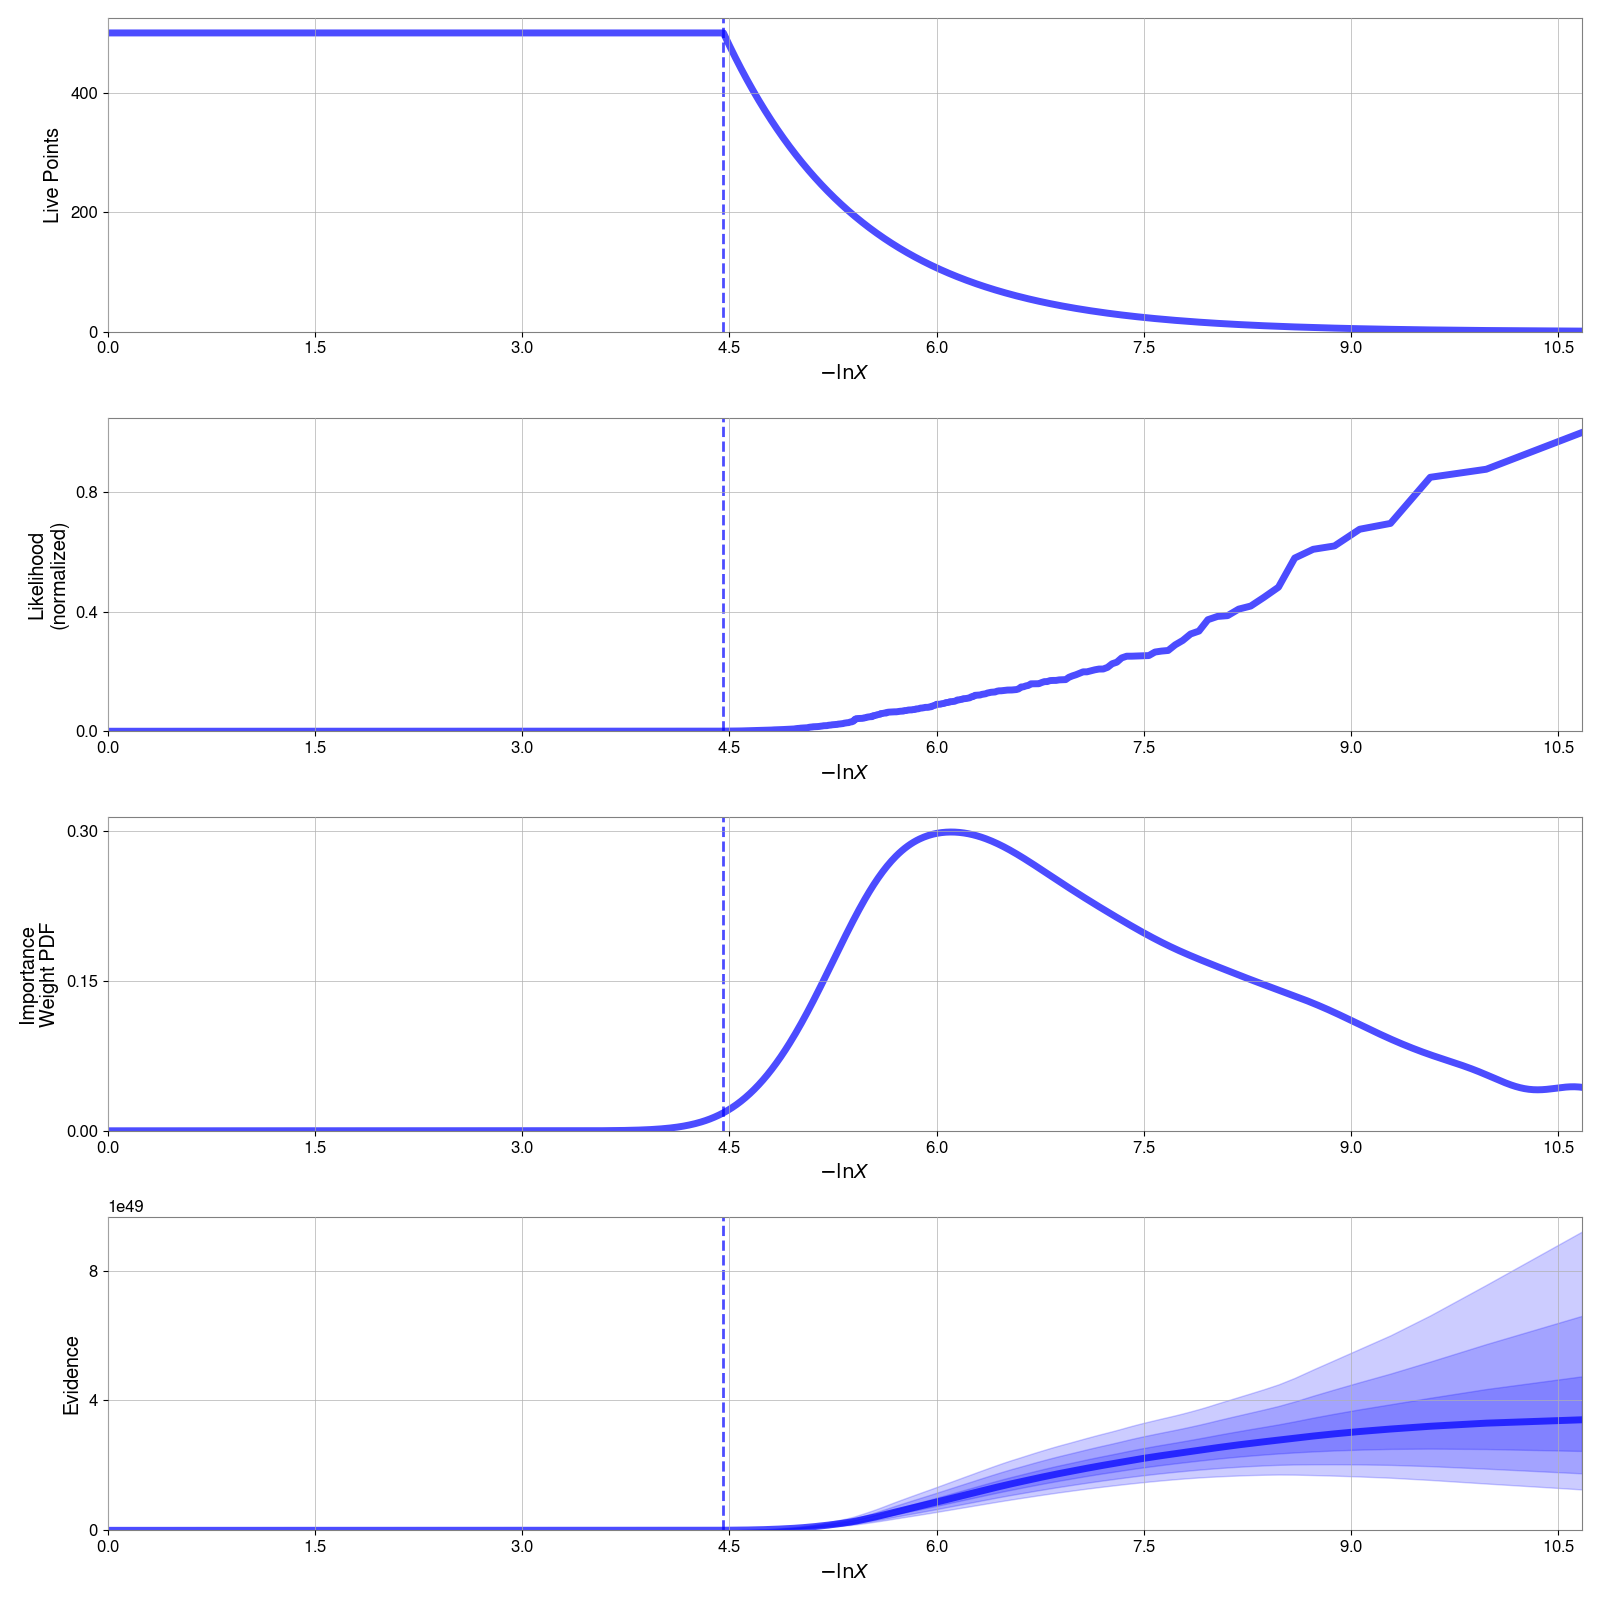 400
200
0
Live Points
0.0 1.5 3.0 4.5 6.0 7.5 9.0 10.5
−lnX
0.8
0.4
0.0
Likelihood
(normalized)
0.0 1.5 3.0 4.5 6.0 7.5 9.0 10.5
−lnX
0.30
0.15
0.00
Importance
Weight PDF
0.0 1.5 3.0 4.5 6.0 7.5 9.0 10.5
−lnX
1e49
8
4
0
Evidence
0.0 1.5 3.0 4.5 6.0 7.5 9.0 10.5
−lnX